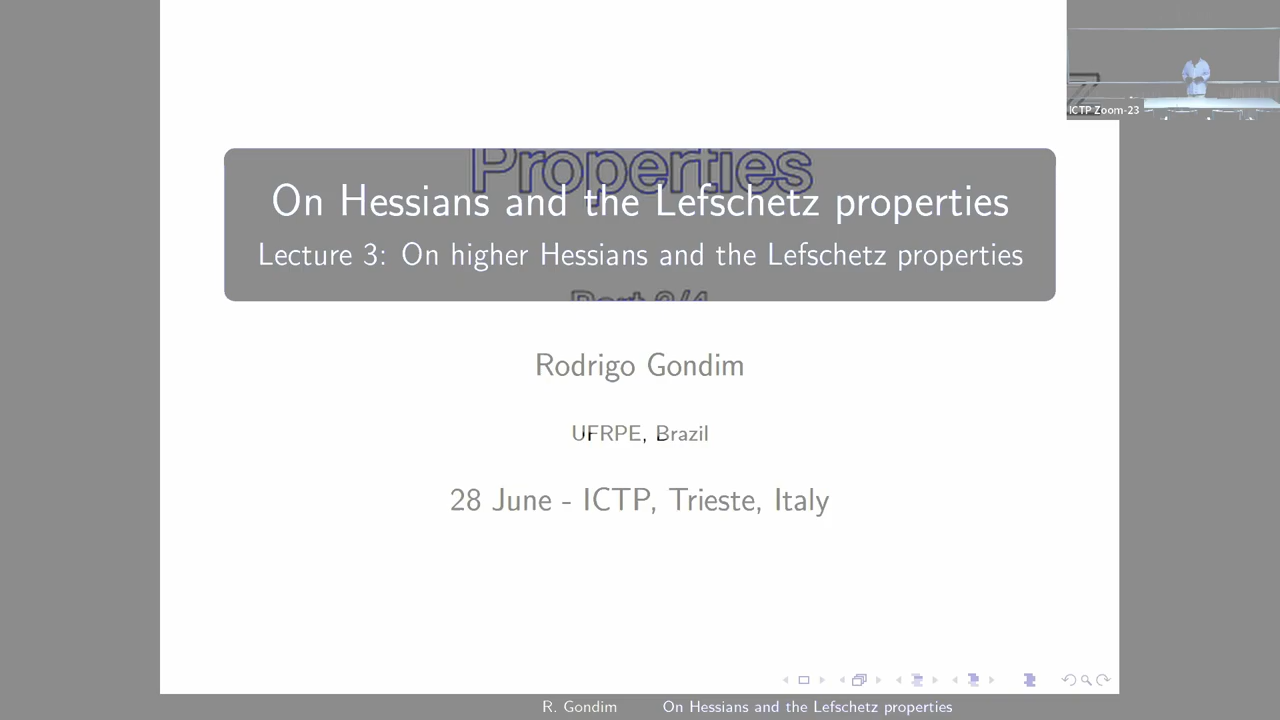 Properties
On Hessians and the Lefschetz properties
Lecture 3: On higher Hessians and the Lefschetz properties
Rodrigo Gondim
UFRPE, Brazil
28 June - ICTP, Trieste, Italy
ICTP Zoom-23
R. Gondim On Hessians and the Lefschetz properties